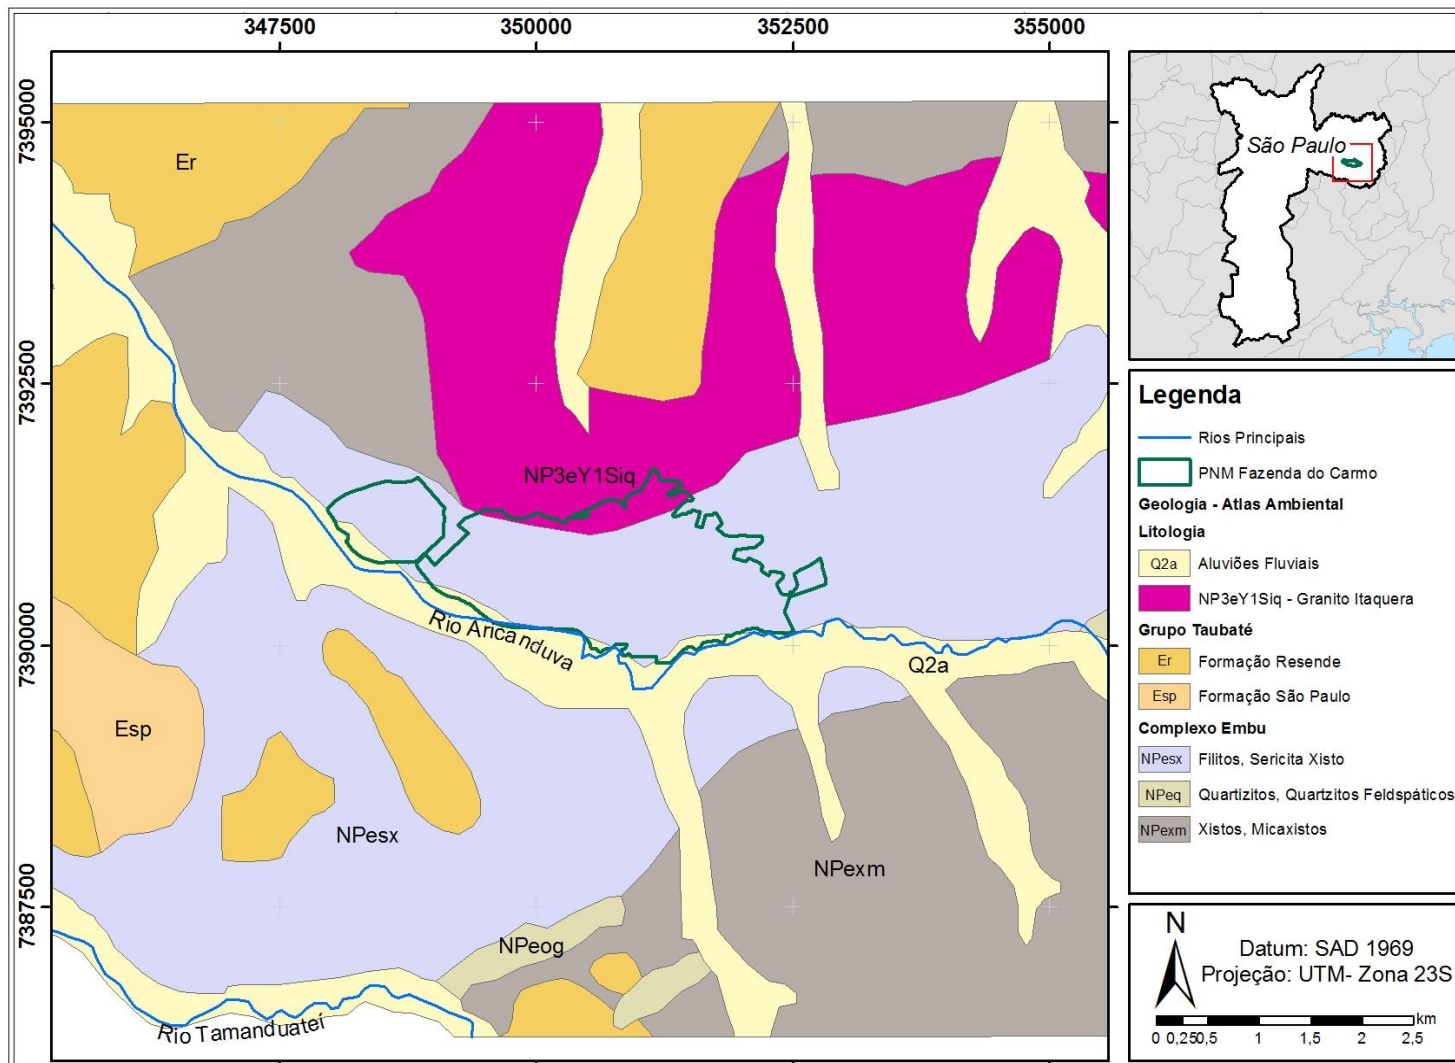 347500 350000 352500 355000
7395000
7392500
7390000
7387500
Er
NP3eY1Siq
Rio Aricanduva
Q2a
Esp
NPesx
NPexm
NPeog
Rio Tamanduateí
São Paulo
Legenda
Rios Principais
PNM Fazenda do Carmo
Geologia - Atlas Ambiental
Litologia
Q2a Aluviões Fluviais
NP3eY1Siq - Granito Itaquera
Grupo Taubaté
Er Formação Resende
Esp Formação São Paulo
Complexo Embu
NPesx Filitos, Sericita Xisto
NPeq Quartizitos, Quartzitos Feldspáticos
NPexm Xistos, Micaxistos
N
Datum: SAD 1969
Projeção: UTM- Zona 23S
km
0 0,250,5 1 1,5 2 2,5